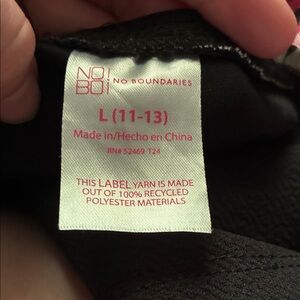 NO!
BO!
NO BOUNDARIES
L (11-13)
Made in/Hecho en China
RN# 52469 T24
THIS LABEL YARN IS MADE
OUT OF 100% RECYCLED
POLYESTER MATERIALS